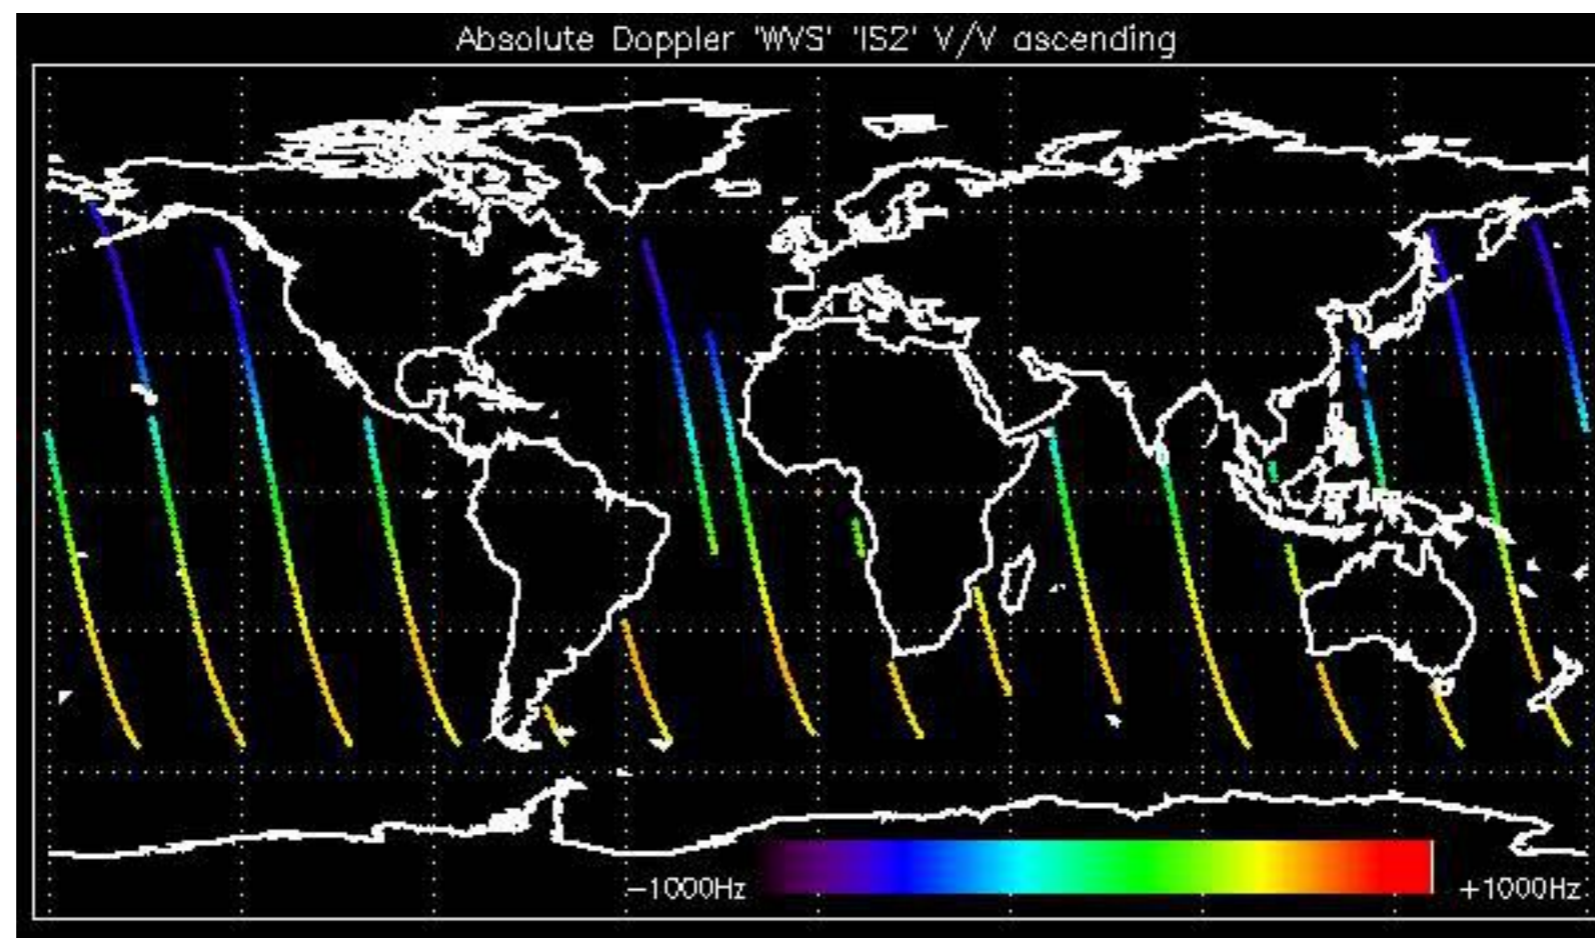 Absolute Doppler 'WVS' 'IS2' V/V ascending
−1000Hz
+1000Hz